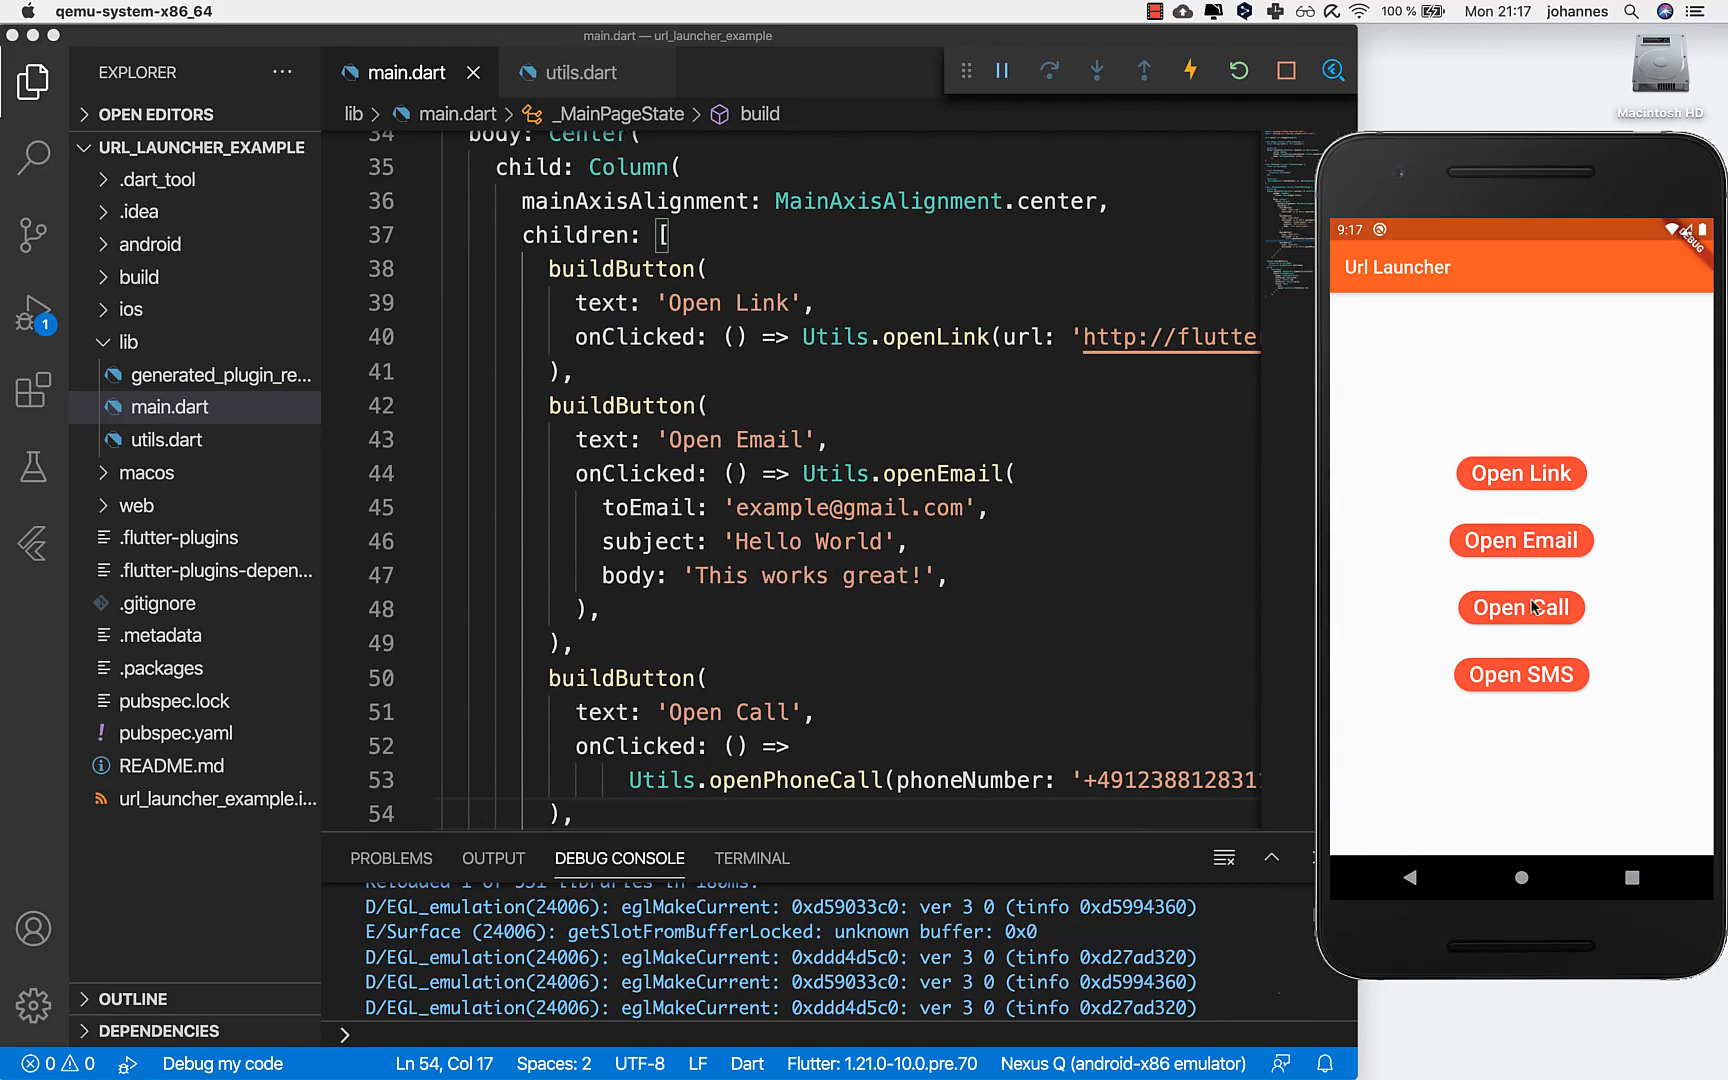 qemu-system-x86_64
100 %
Mon 21:17
johannes
main.dart — url_launcher_example
Macintosh HD
EXPLORER
main.dart
utils.dart
OPEN EDITORS
lib > main.dart > _MainPageState > build
URL_LAUNCHER_EXAMPLE
.dart_tool
.idea
android
build
ios
lib
generated_plugin_re...
main.dart
utils.dart
macos
web
.flutter-plugins
.flutter-plugins-depen...
.gitignore
.metadata
.packages
pubspec.lock
pubspec.yaml
README.md
url_launcher_example.i...
OUTLINE
DEPENDENCIES
1
34 body: Center(
35 child: Column(
36 mainAxisAlignment: MainAxisAlignment.center,
37 children: [
38 buildButton(
39 text: 'Open Link',
40 onClicked: () => Utils.openLink(url: 'http://flutte
41 ),
42 buildButton(
43 text: 'Open Email',
44 onClicked: () => Utils.openEmail(
45 toEmail: 'example@gmail.com',
46 subject: 'Hello World',
47 body: 'This works great!',
48 ),
49 ),
50 buildButton(
51 text: 'Open Call',
52 onClicked: () =>
53 Utils.openPhoneCall(phoneNumber: '+491238812831
54 ),
PROBLEMS
OUTPUT
DEBUG CONSOLE
TERMINAL
Reloaded 1 of 551 libraries in 180ms.
D/EGL_emulation(24006): eglMakeCurrent: 0xd59033c0: ver 3 0 (tinfo 0xd5994360)
E/Surface (24006): getSlotFromBufferLocked: unknown buffer: 0x0
D/EGL_emulation(24006): eglMakeCurrent: 0xddd4d5c0: ver 3 0 (tinfo 0xd27ad320)
D/EGL_emulation(24006): eglMakeCurrent: 0xd59033c0: ver 3 0 (tinfo 0xd5994360)
D/EGL_emulation(24006): eglMakeCurrent: 0xddd4d5c0: ver 3 0 (tinfo 0xd27ad320)
9:17
DEBUG
Url Launcher
Open Link
Open Email
Open Call
Open SMS
0 0
Debug my code
Ln 54, Col 17
Spaces: 2
UTF-8
LF
Dart
Flutter: 1.21.0-10.0.pre.70
Nexus Q (android-x86 emulator)